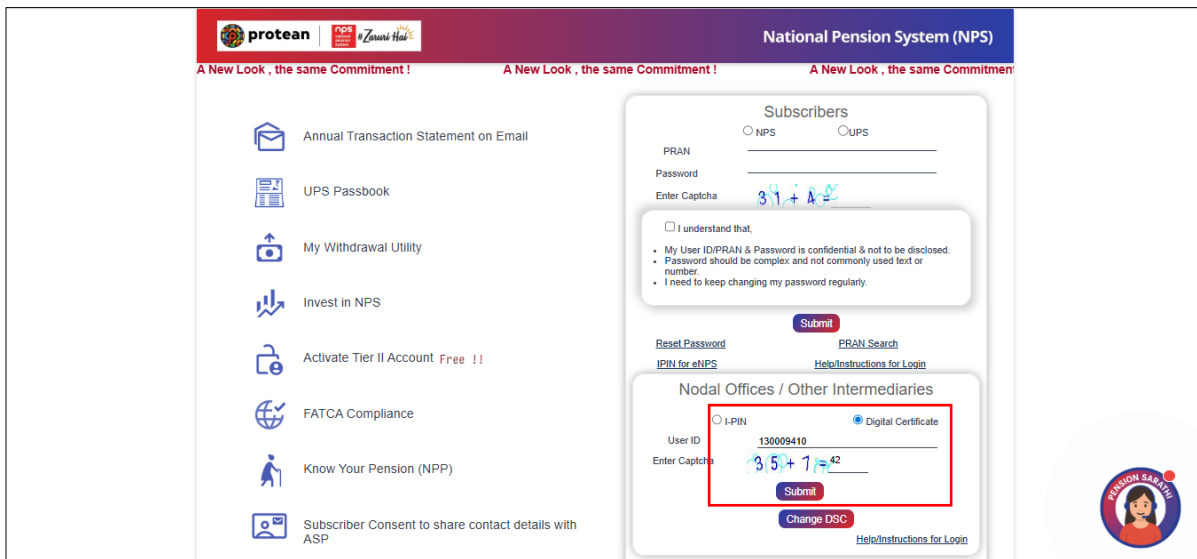 protean
nps
national
pension
system
#Zaruri Hai
National Pension System (NPS)
A New Look , the same Commitment !
A New Look , the same Commitment !
A New Look , the same Commitment
Annual Transaction Statement on Email
UPS Passbook
My Withdrawal Utility
Invest in NPS
Activate Tier II Account Free !!
FATCA Compliance
Know Your Pension (NPP)
Subscriber Consent to share contact details with
ASP
Subscribers
NPS UPS
PRAN
Password
Enter Captcha 31 + 4 =
I understand that,
• My User ID/PRAN & Password is confidential & not to be disclosed.
• Password should be complex and not commonly used text or
number.
• I need to keep changing my password regularly.
Submit
Reset Password PRAN Search
IPIN for eNPS Help/Instructions for Login
Nodal Offices / Other Intermediaries
I-PIN Digital Certificate
User ID 130009410
Enter Captcha 35 + 7 = 42
Submit
Change DSC
Help/Instructions for Login
PENSION SARATHI